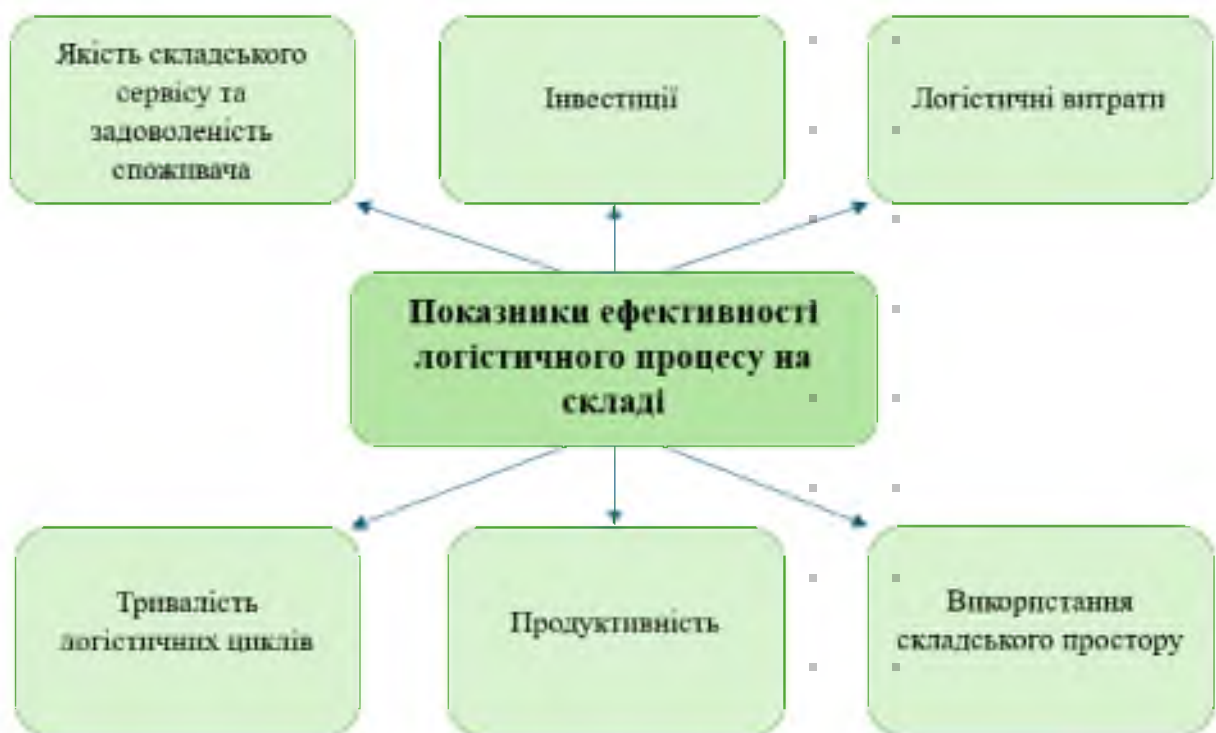 Якість складського
сервісу та
задоволеність
споживача
Інвестиції
Логістичні витрати
Показники ефективності
логістичного процесу на
складі
Тривалість
логістичних циклів
Продуктивність
Використання
складського простору